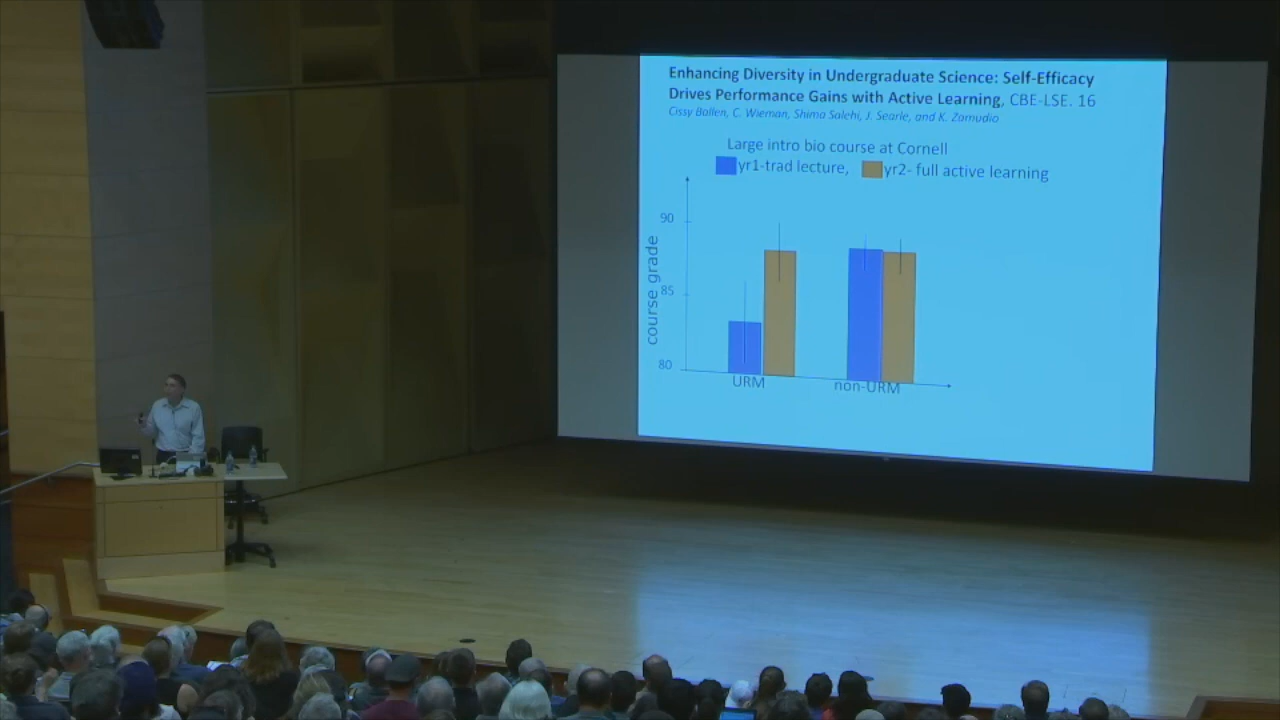 Enhancing Diversity in Undergraduate Science: Self-Efficacy
Drives Performance Gains with Active Learning, CBE-LSE. 16
Cissy Ballen, C. Wieman, Shima Salehi, J. Searle, and K. Zamudio
Large intro bio course at Cornell
yr1-trad lecture, yr2- full active learning
90
85
80
course grade
URM non-URM